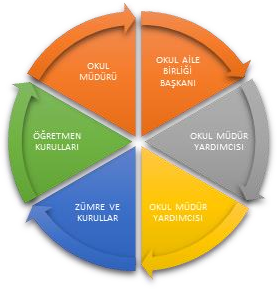 OKUL
MÜDÜRÜ
OKUL AİLE
BİRLİĞİ
BAŞKANI
OKUL MÜDÜR
YARDIMCISI
OKUL MÜDÜR
YARDIMCISI
ZÜMRE VE
KURULLAR
ÖĞRETMEN
KURULLARI